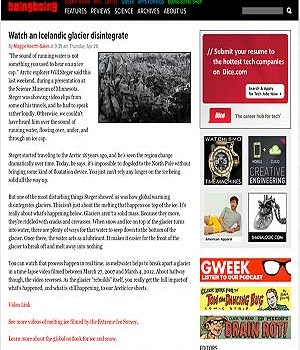 boingboing
FEATURES REVIEWS SCIENCE SHARES ARCHIVES ABOUT
Watch an Icelandic glacier disintegrate
By Maggie Koerth-Baker at 9:38 am Thursday, Apr 26
"The sound of running water is not
something you used to hear on an ice
cap." Arctic explorer Will Steger said this
last weekend, during a presentation at
the Science Museum of Minnesota.
Steger was showing video clips from
some of his travels, and he had to speak
rather loudly. Otherwise, we couldn't
have heard him over the sound of
running water, flowing over, under, and
through an ice cap.
Steger started traveling to the Arctic 18 years ago, and he's seen the region change
dramatically over time. Today, he says, it's impossible to dogsled to the North Pole without
bringing some kind of floatation device. You just can't rely any longer on the ice being
solid all the way up.
But one of the most disturbing things Steger showed us was how global warming
disintegrates glaciers. This isn't just about the melting that happens on top of the ice. It's
really about what's happening below. Glaciers aren't a solid mass. Because they move,
they're riddled with cracks and crevasses. When snow and ice on top of the glacier turns
into water, there are plenty of ways for that water to seep down to the bottom of the
glacier. Once there, the water acts as a lubricant. It makes it easier for the front of the
glacier to break off and melt away into nothing.
You can watch that process happen in real time, as meltwater helps to break apart a glacier
in a time-lapse video filmed between March 27, 2007 and March 4, 2012. About halfway
though, the video reverses. As the glacier "rebuilds" itself, you really get the full impact of
what's happened, and what is still happening, to our Arctic ice sheets.
Video Link
See more videos of melting ice filmed by the Extreme Ice Survey.
Learn more about the global outlook for ice and snow.
// Submit your resume
to the hottest tech
companies on
Dice.com
Search & Apply
for Tech Jobs Now >
Dice The career hub for tech
WATCHISMO
TIME
MACHINES
MOBILE
CREATIVE
ENGINEERING
American Apparel
SHANALOGIC.COM
GWEEK
LISTEN TO OUR PODCAST
TOM the DANCING BUG
BRAIN ROT!
EDITORS